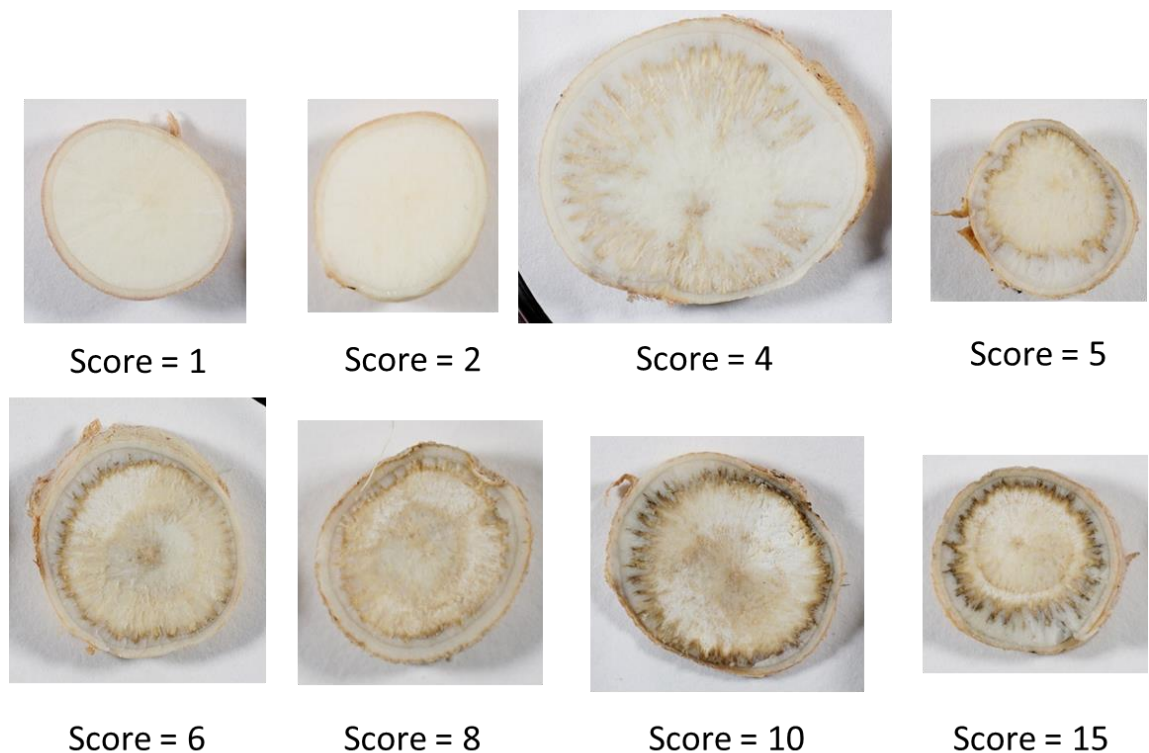 Score = 1
Score = 2
Score = 4
Score = 5
Score = 6
Score = 8
Score = 10
Score = 15